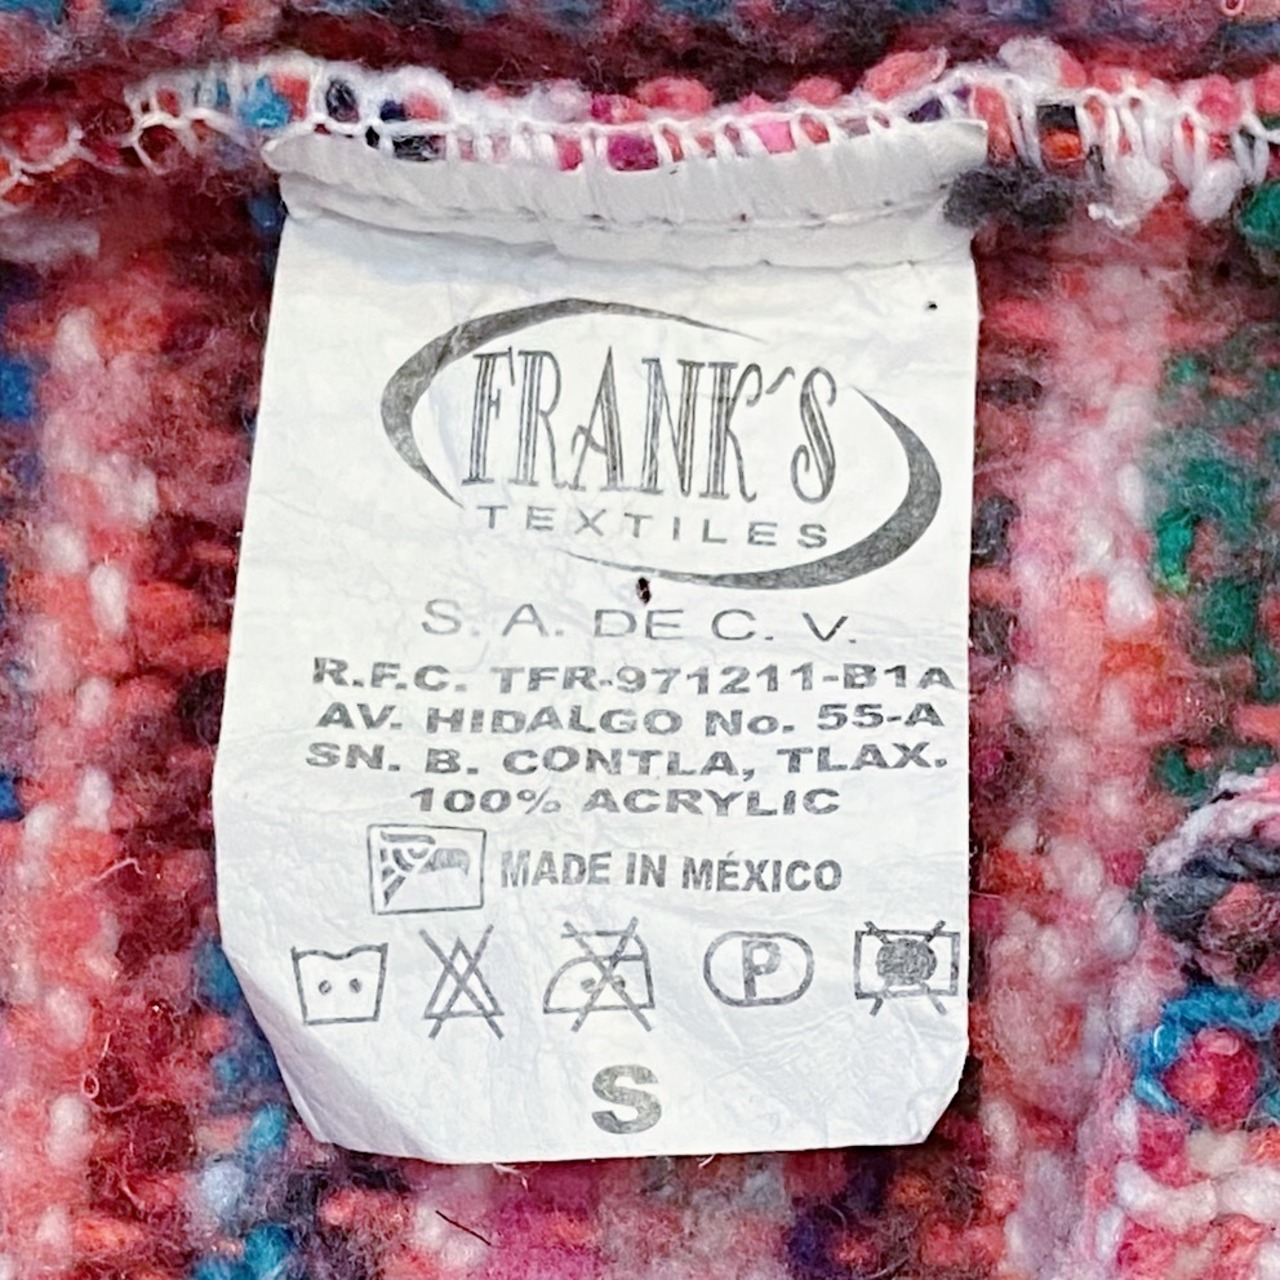 FRANK´S
TEXTILES
S. A. DE C. V.
R.F.C. TFR-971211-B1A
AV. HIDALGO No. 55-A
SN. B. CONTLA, TLAX.
100% ACRYLIC
MADE IN MÉXICO
P
S